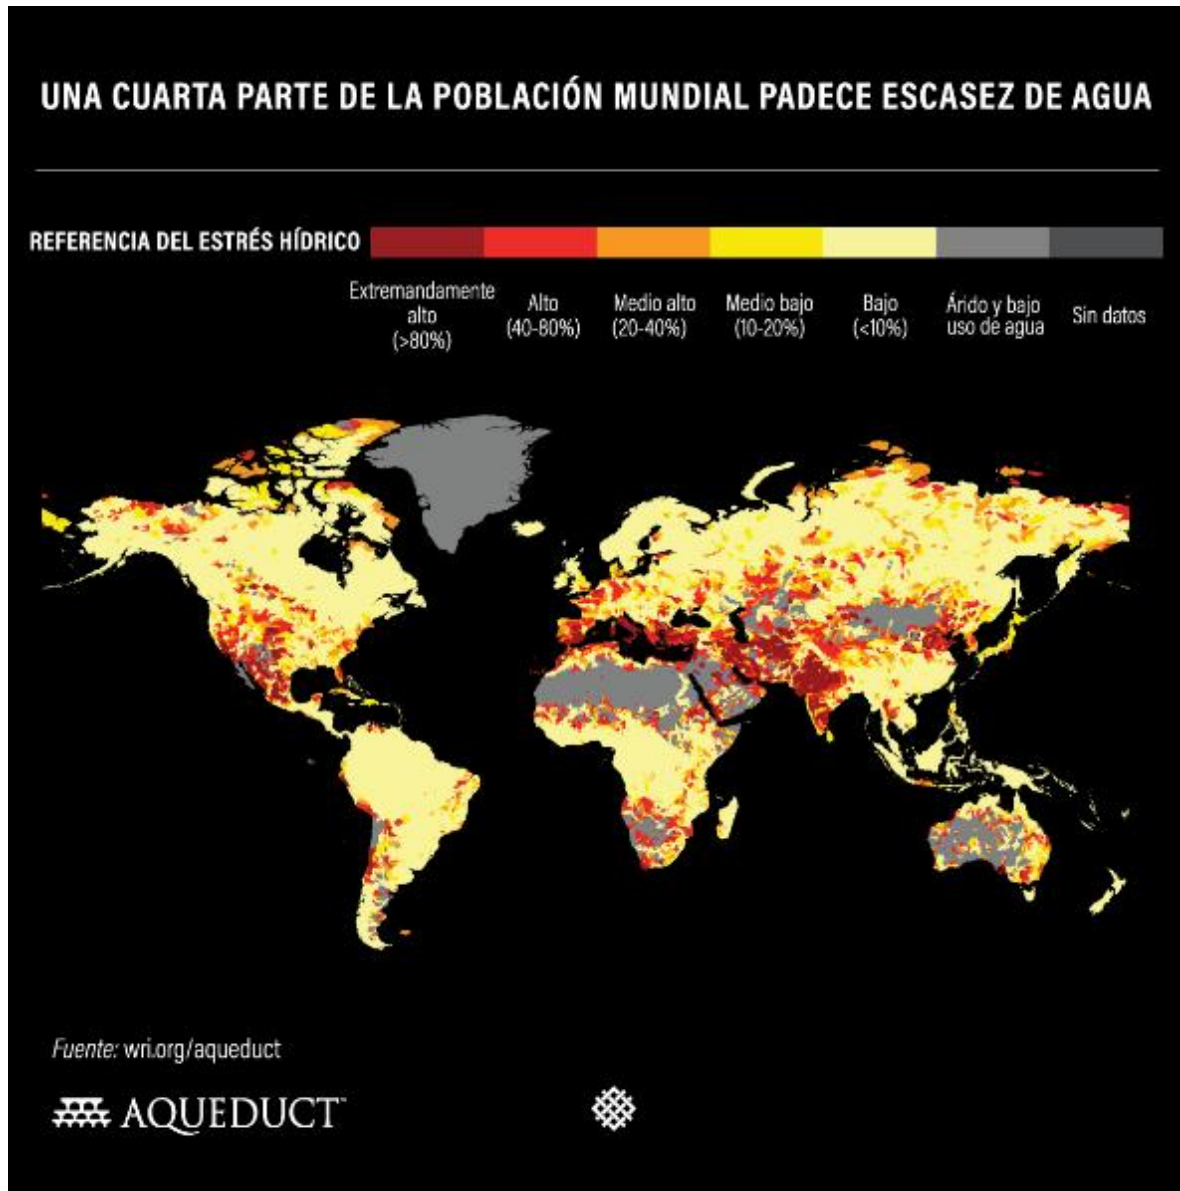 UNA CUARTA PARTE DE LA POBLACIÓN MUNDIAL PADECE ESCASEZ DE AGUA
REFERENCIA DEL ESTRÉS HÍDRICO
Extremandamente
alto
(>80%)
Alto
(40-80%)
Medio alto
(20-40%)
Medio bajo
(10-20%)
Bajo
(<10%)
Árido y bajo
uso de agua
Sin datos
Fuente: wri.org/aqueduct
AQUEDUCT™